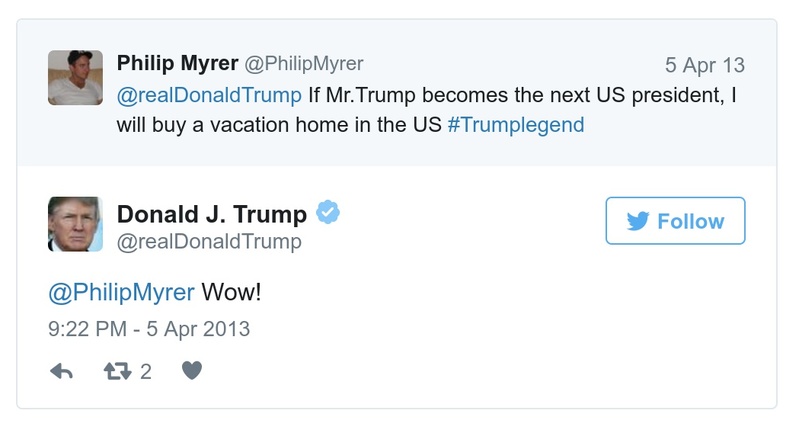 Philip Myrer @PhilipMyrer 5 Apr 13
@realDonaldTrump If Mr.Trump becomes the next US president, I
will buy a vacation home in the US #Trumplegend
Donald J. Trump
Follow
@realDonaldTrump
@PhilipMyrer Wow!
9:22 PM - 5 Apr 2013
2